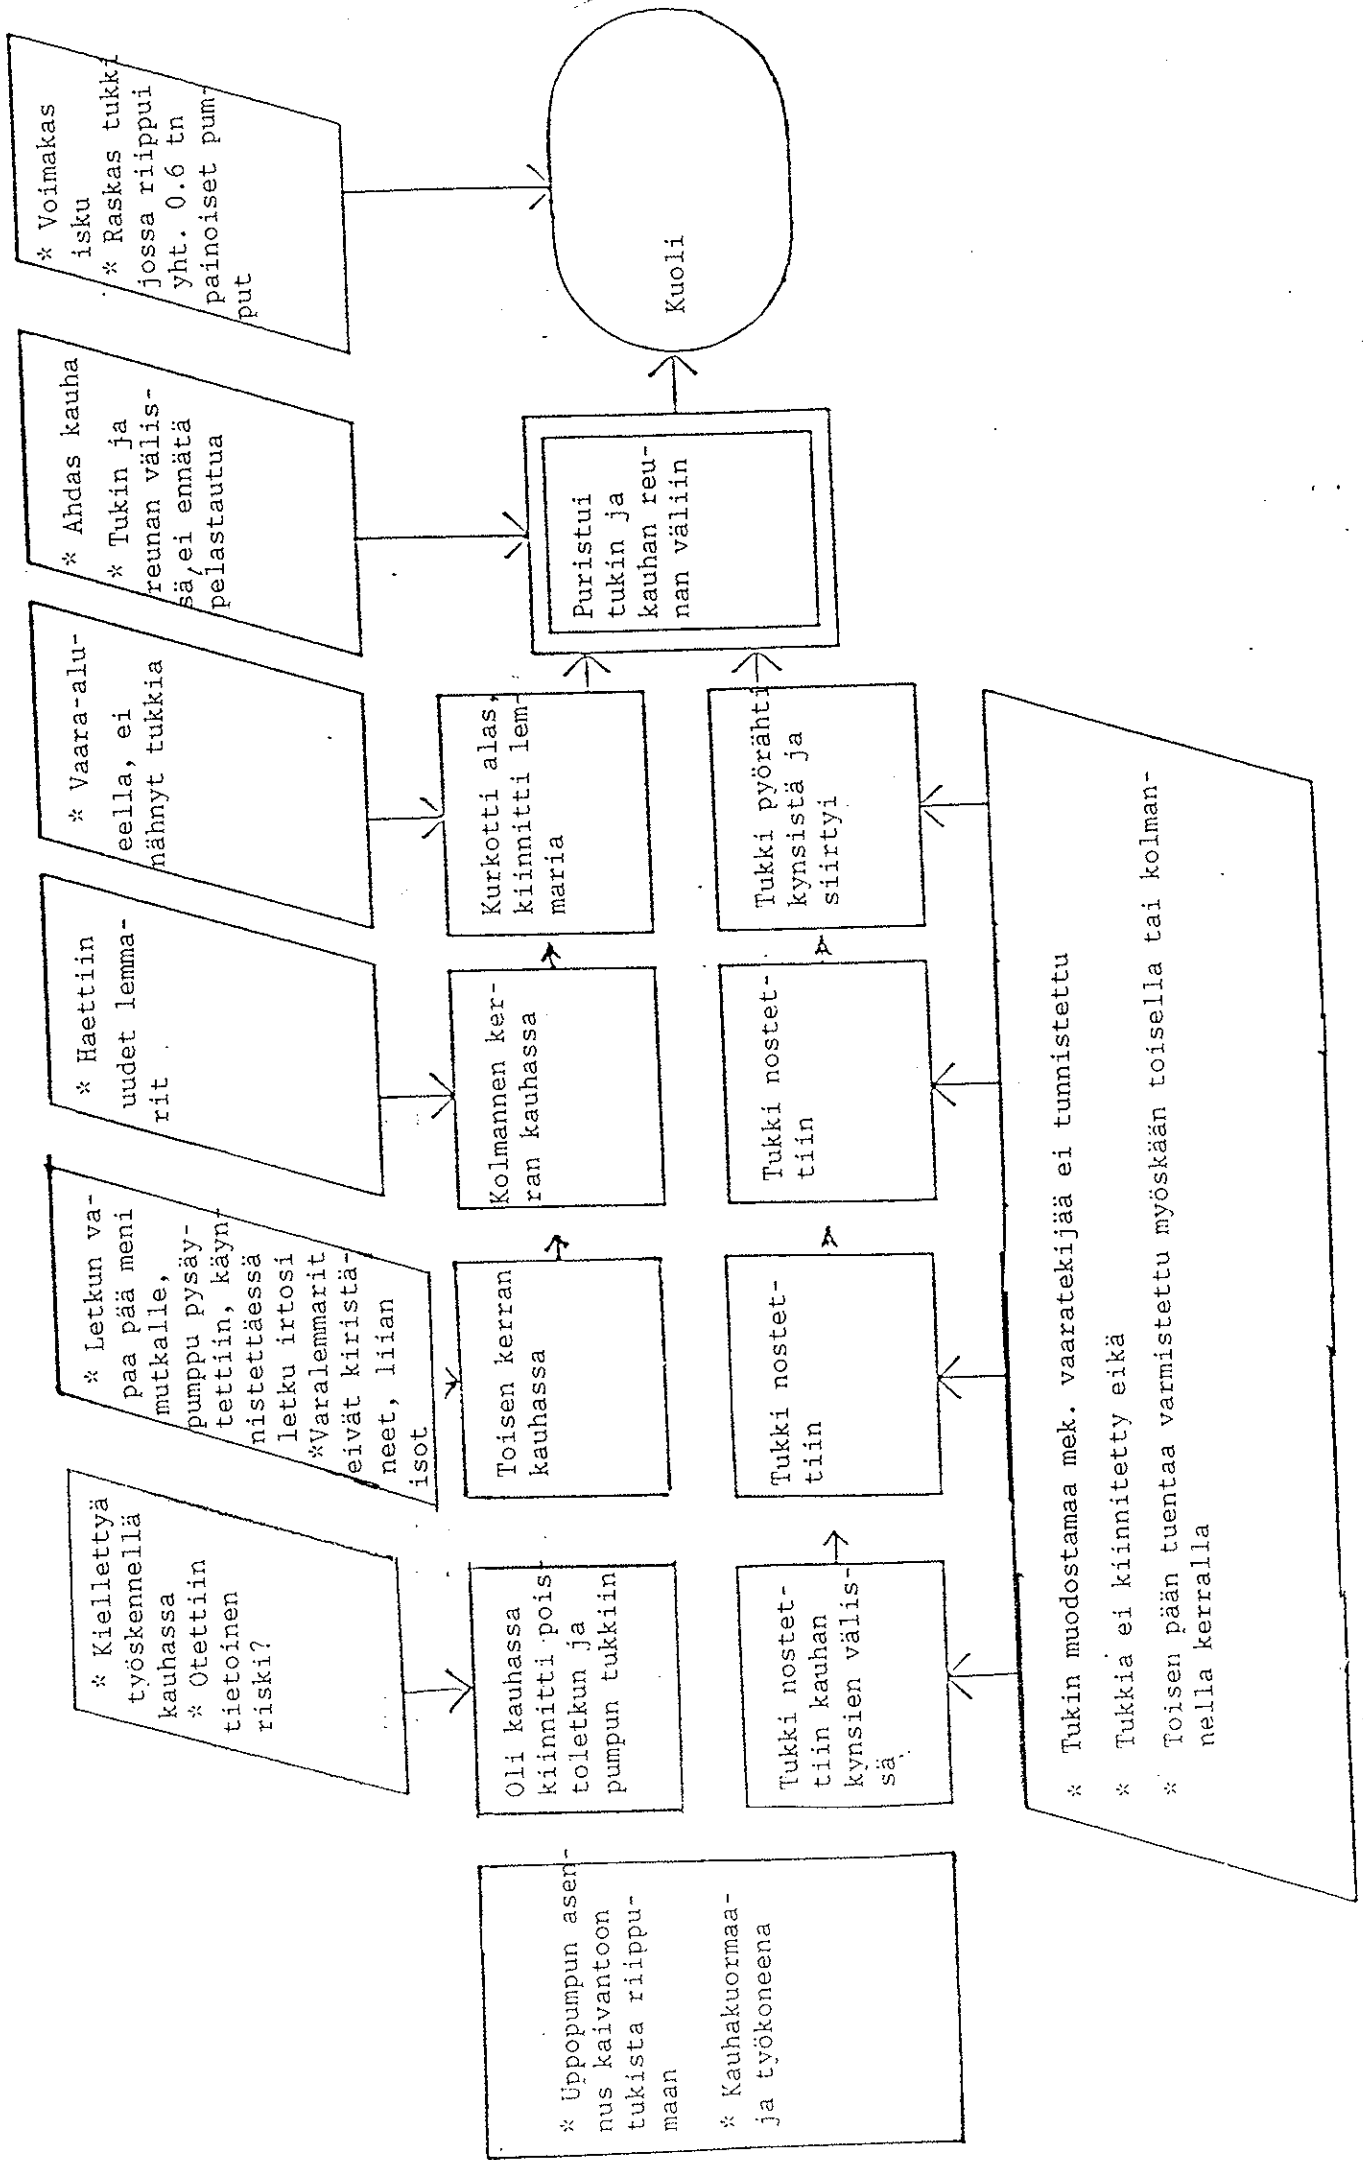 * Uppopumpun asen-
nus kaivantoon
tukista riippu-
maan
* Kauhakuormaa-
ja työkoneena
* Kiellettyä
työskennellä
kauhassa
* Otettiin
tietoinen
riski?
* Letkun va-
paa pää meni
mutkalle,
pumppu pysäy-
tettiin, käyn-
nistettäessä
letku irtosi
*Varalemmarit
eivät kiristä-
neet, liian
isot
* Haettiin
uudet lemma-
rit
* Vaara-alu-
eella, ei
nähnyt tukkia
* Ahdas kauha
* Tukin ja
reunan välis-
sä, ei ennätä
pelastautua
* Voimakas
isku
* Raskas tukki
jossa riippui
yht. 0.6 tn
painoiset pum-
put
Oli kauhassa
kiinnitti pois-
toletkun ja
pumpun tukkiin
Toisen kerran
kauhassa
Kolmannen ker-
ran kauhassa
Kurkotti alas,
kiinnitti lem-
maria
Puristui
tukin ja
kauhan reu-
nan väliin
Kuoli
Tukki nostet-
tiin kauhan
kynsien välis-
sä
Tukki nostet-
tiin
Tukki nostet-
tiin
Tukki pyörähti
kynsistä ja
siirtyi
* Tukin muodostamaa mek. vaaratekijää ei tunnistettu
* Tukkia ei kiinnitetty eikä
* Toisen pään tuentaa varmistettu myöskään toisella tai kolman-
nella kerralla